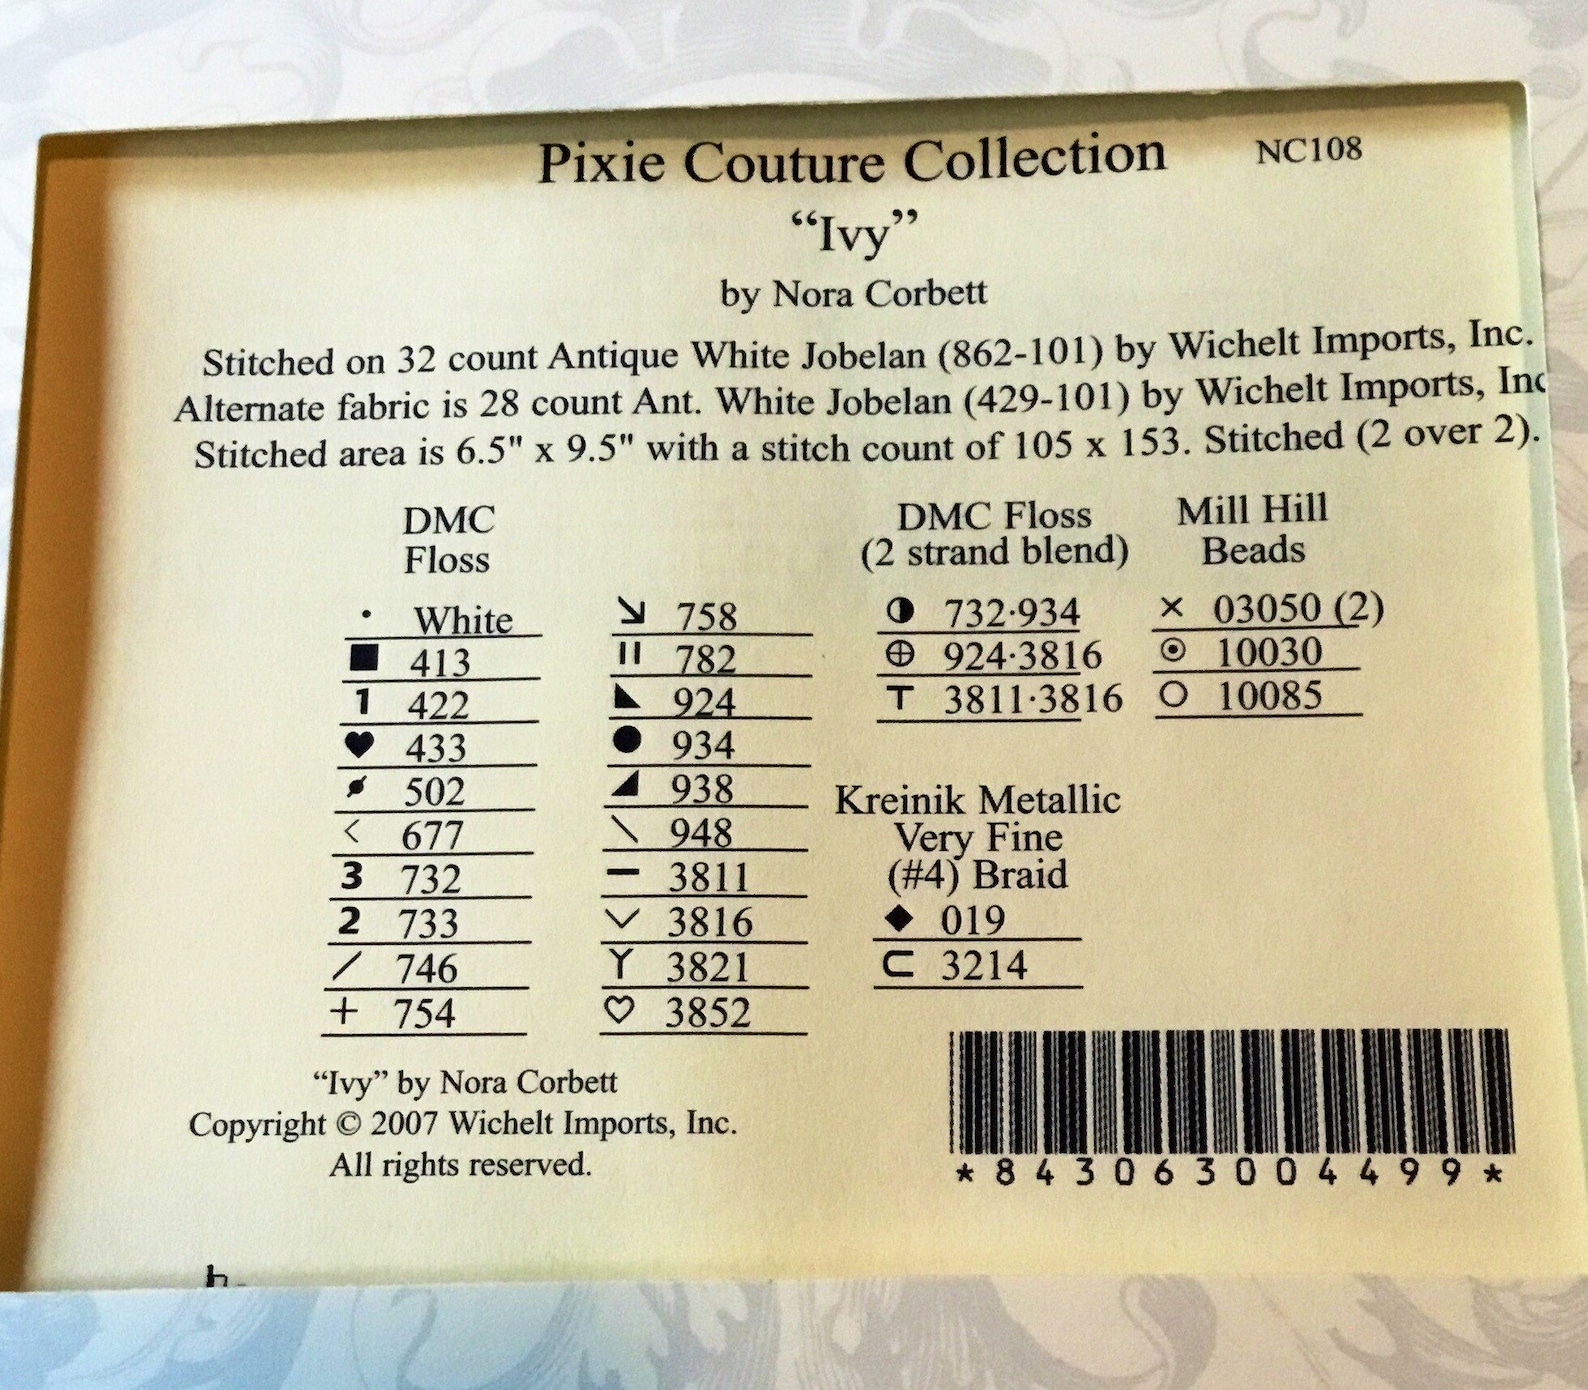 Pixie Couture Collection NC108
“Ivy”
by Nora Corbett
Stitched on 32 count Antique White Jobelan (862-101) by Wichelt Imports, Inc.
Alternate fabric is 28 count Ant. White Jobelan (429-101) by Wichelt Imports, Inc
Stitched area is 6.5" x 9.5" with a stitch count of 105 x 153. Stitched (2 over 2).
DMC
Floss
· White
■ 413
1 422
♥ 433
502
< 677
3 732
2 733
/ 746
+ 754
↘ 758
II 782
◣ 924
● 934
◢ 938
\ 948
— 3811
∨ 3816
Y 3821
♡ 3852
DMC Floss
(2 strand blend)
◑ 732·934
⊕ 924·3816
T 3811·3816
Mill Hill
Beads
× 03050 (2)
⊙ 10030
○ 10085
Kreinik Metallic
Very Fine
(#4) Braid
◆ 019
⊂ 3214
“Ivy” by Nora Corbett
Copyright © 2007 Wichelt Imports, Inc.
All rights reserved.
*843063004499*